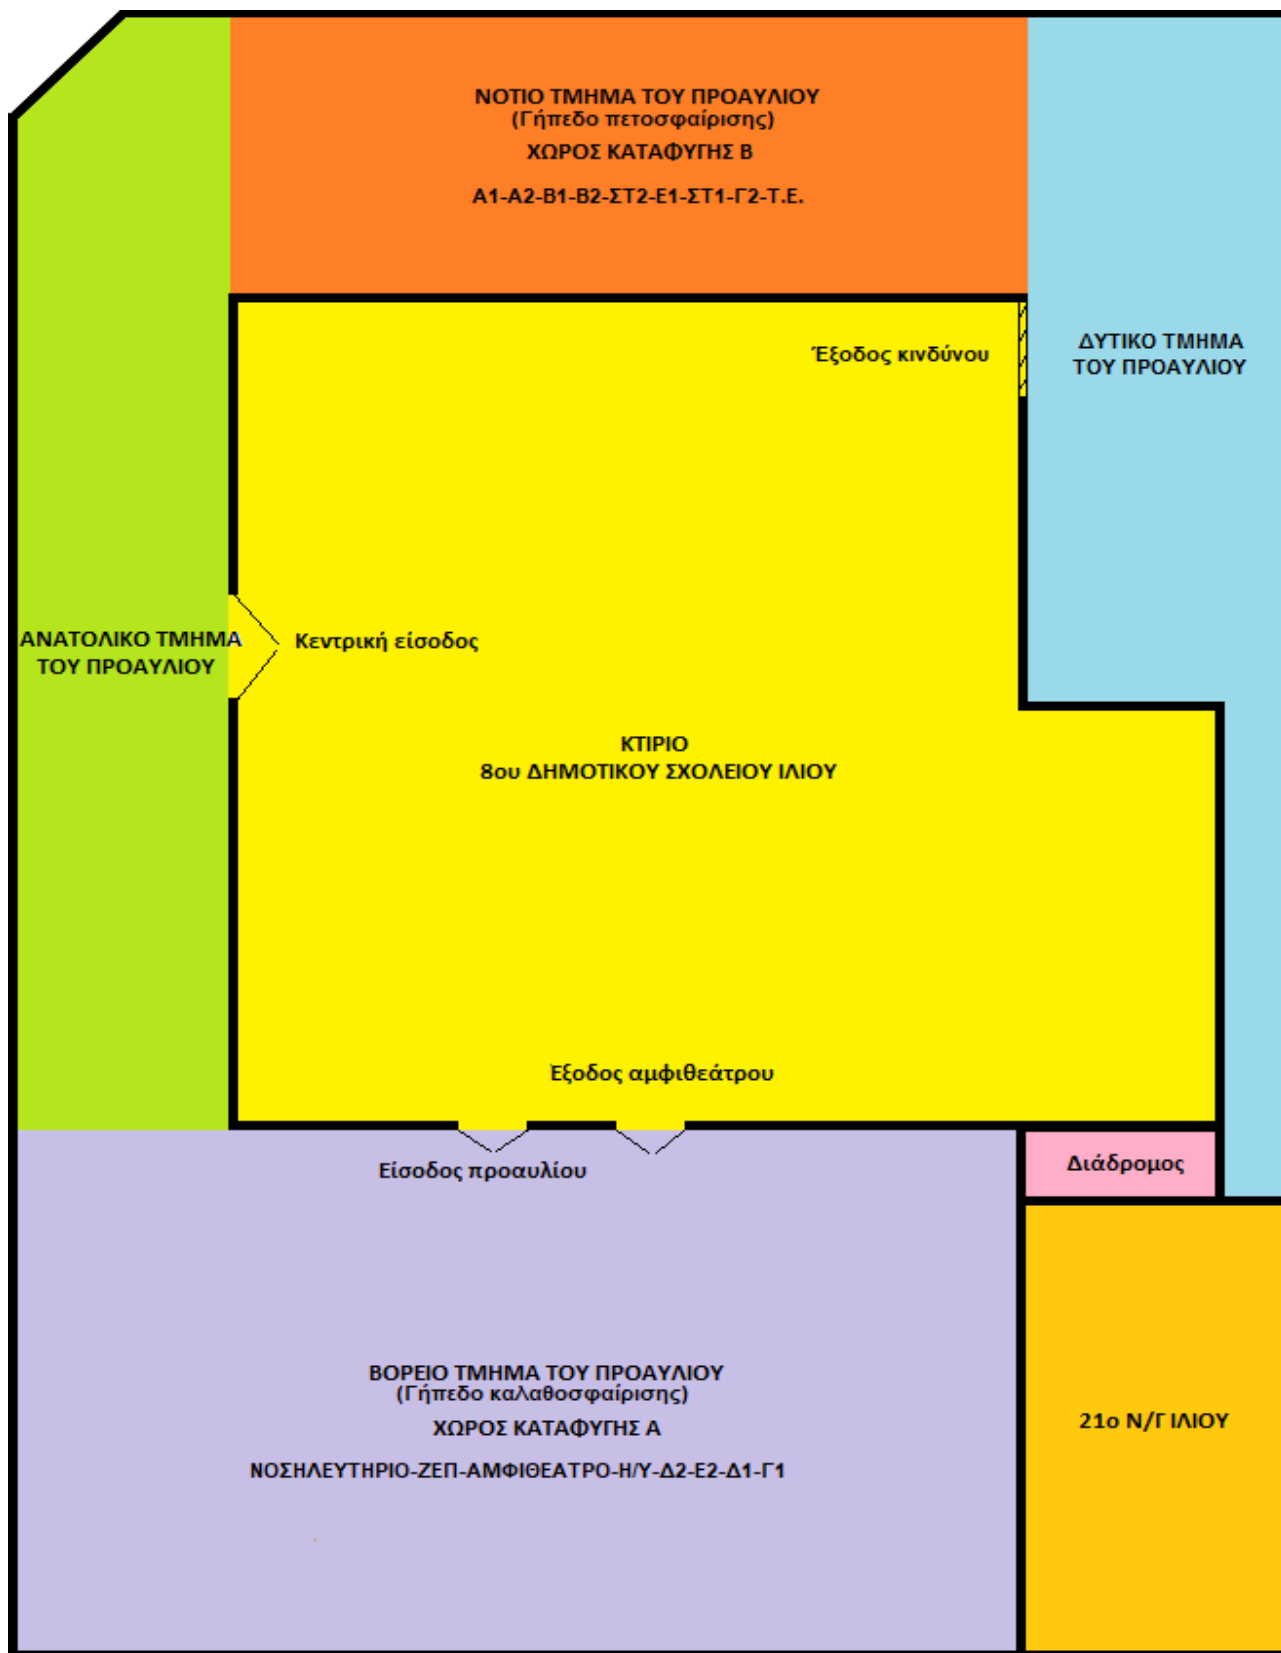 ΝΟΤΙΟ ΤΜΗΜΑ ΤΟΥ ΠΡΟΑΥΛΙΟΥ
(Γήπεδο πετοσφαίρισης)
ΧΩΡΟΣ ΚΑΤΑΦΥΓΗΣ Β
Α1-Α2-Β1-Β2-ΣΤ2-Ε1-ΣΤ1-Γ2-Τ.Ε.
Έξοδος κινδύνου
ΔΥΤΙΚΟ ΤΜΗΜΑ
ΤΟΥ ΠΡΟΑΥΛΙΟΥ
ΑΝΑΤΟΛΙΚΟ ΤΜΗΜΑ
ΤΟΥ ΠΡΟΑΥΛΙΟΥ
Κεντρική είσοδος
ΚΤΙΡΙΟ
8ου ΔΗΜΟΤΙΚΟΥ ΣΧΟΛΕΙΟΥ ΙΛΙΟΥ
Έξοδος αμφιθεάτρου
Είσοδος προαυλίου
Διάδρομος
ΒΟΡΕΙΟ ΤΜΗΜΑ ΤΟΥ ΠΡΟΑΥΛΙΟΥ
(Γήπεδο καλαθοσφαίρισης)
ΧΩΡΟΣ ΚΑΤΑΦΥΓΗΣ Α
ΝΟΣΗΛΕΥΤΗΡΙΟ-ΖΕΠ-ΑΜΦΙΘΕΑΤΡΟ-Η/Υ-Δ2-Ε2-Δ1-Γ1
21ο Ν/Γ ΙΛΙΟΥ